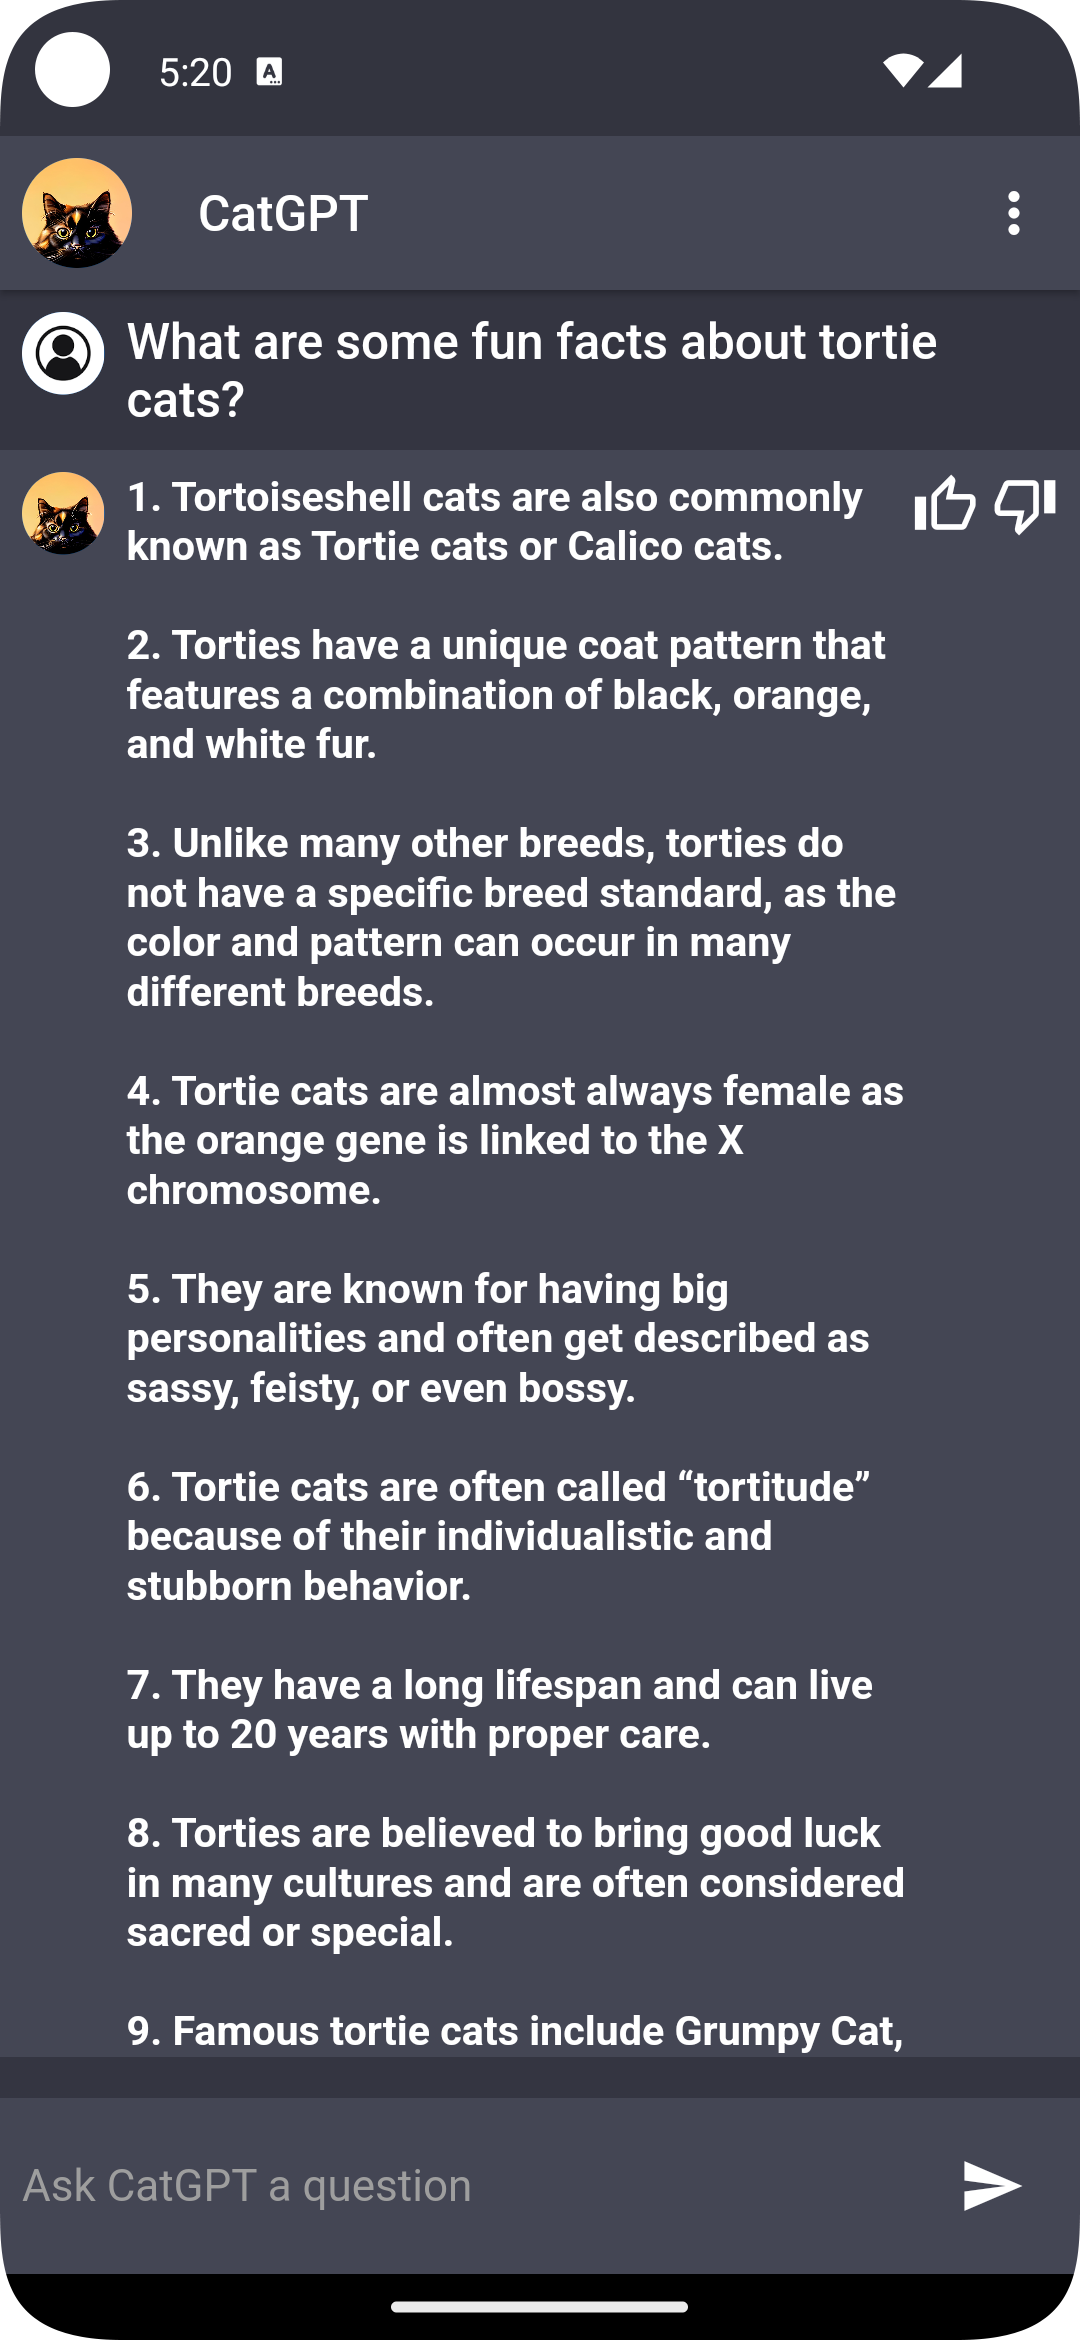 5:20
A
CatGPT
What are some fun facts about tortie
cats?
1. Tortoiseshell cats are also commonly
known as Tortie cats or Calico cats.
2. Torties have a unique coat pattern that
features a combination of black, orange,
and white fur.
3. Unlike many other breeds, torties do
not have a specific breed standard, as the
color and pattern can occur in many
different breeds.
4. Tortie cats are almost always female as
the orange gene is linked to the X
chromosome.
5. They are known for having big
personalities and often get described as
sassy, feisty, or even bossy.
6. Tortie cats are often called “tortitude”
because of their individualistic and
stubborn behavior.
7. They have a long lifespan and can live
up to 20 years with proper care.
8. Torties are believed to bring good luck
in many cultures and are often considered
sacred or special.
9. Famous tortie cats include Grumpy Cat,
Ask CatGPT a question